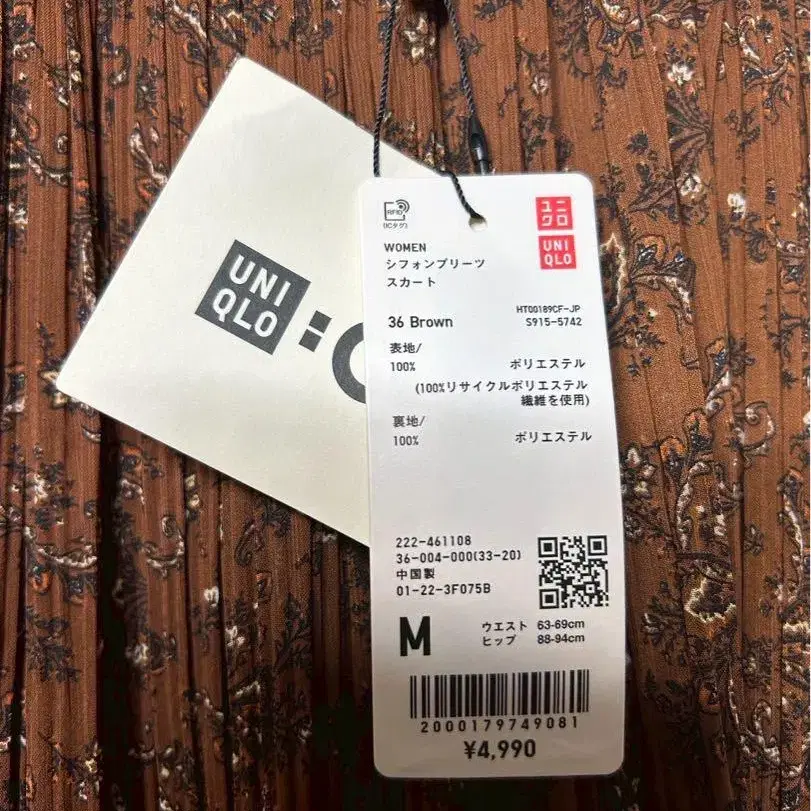 UNI
QLO
:C
RFID
(ICタグ)
ユニ
クロ
UNI
QLO
WOMEN
シフォンプリーツ
スカート
36 Brown
HT00189CF-JP
S915-5742
表地/
100% ポリエステル
(100%リサイクルポリエステル
繊維を使用)
裏地/
100% ポリエステル
222-461108
36-004-000(33-20)
中国製
01-22-3F075B
M
ウエスト 63-69cm
ヒップ 88-94cm
2000179749081
¥4,990